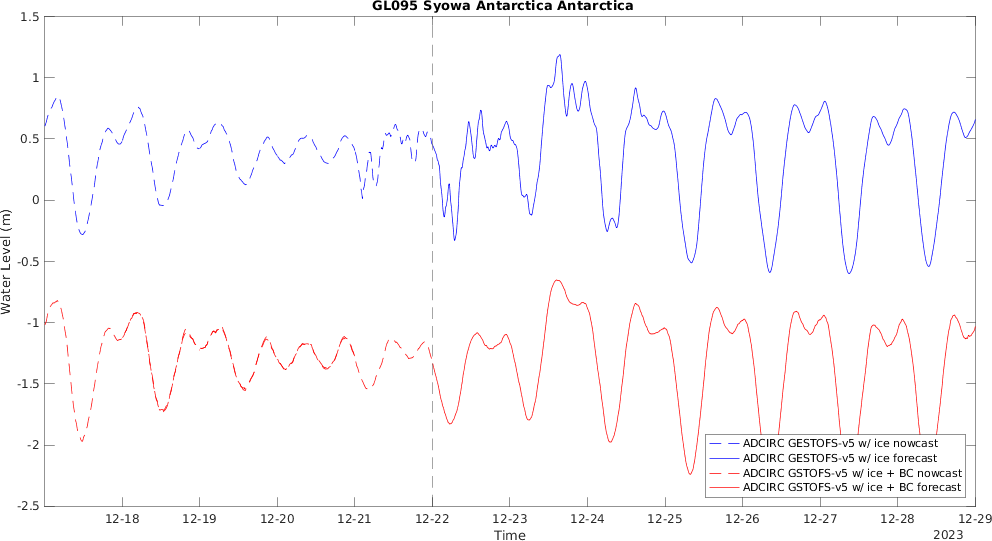 GL095 Syowa Antarctica Antarctica
1.5
1
0.5
0
-0.5
-1
-1.5
-2
-2.5
Water Level (m)
ADCIRC GESTOFS-v5 w/ ice nowcast
ADCIRC GESTOFS-v5 w/ ice forecast
ADCIRC GSTOFS-v5 w/ ice + BC nowcast
ADCIRC GSTOFS-v5 w/ ice + BC forecast
12-18 12-19 12-20 12-21 12-22 12-23 12-24 12-25 12-26 12-27 12-28 12-29
Time
2023